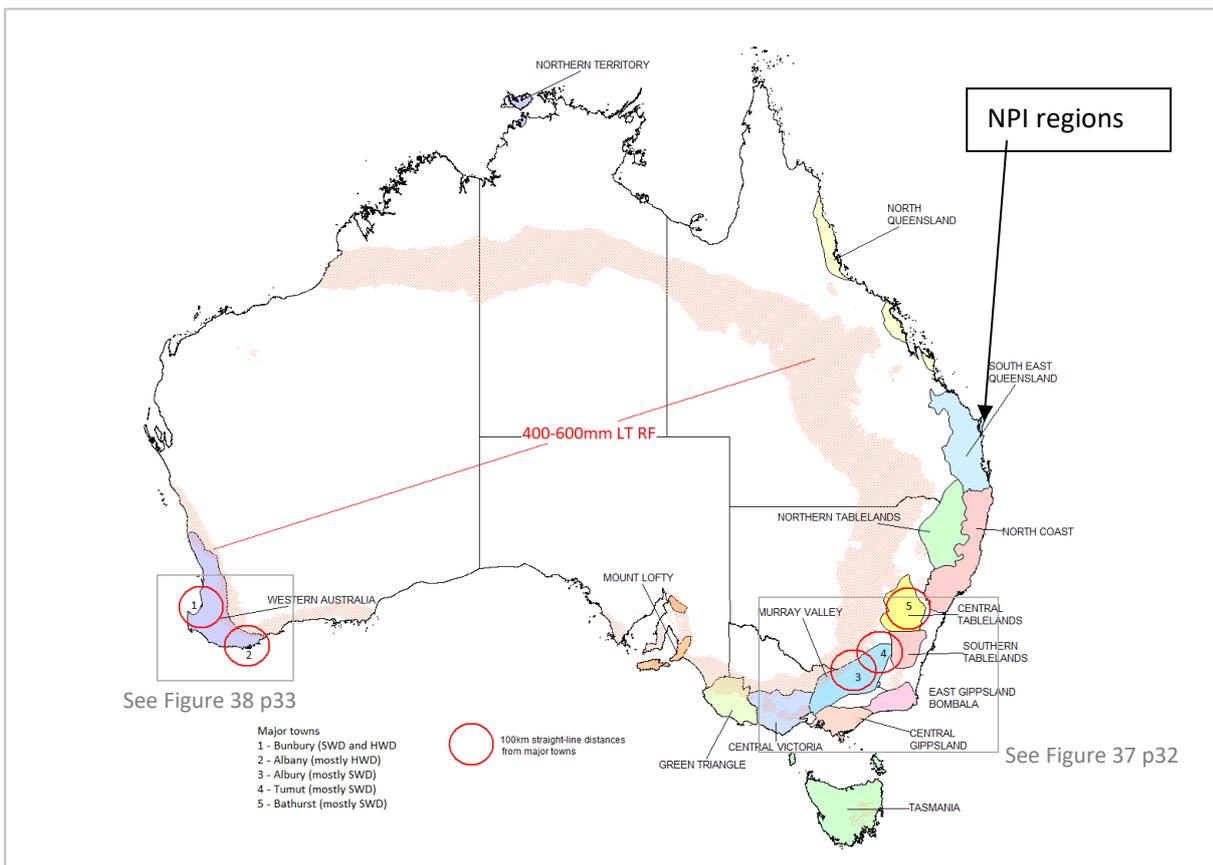 NORTHERN TERRITORY
NPI regions
NORTH
QUEENSLAND
SOUTH EAST
QUEENSLAND
400-600mm LT RF
NORTHERN TABLELANDS
NORTH COAST
MOUNT LOFTY
WESTERN AUSTRALIA
MURRAY VALLEY
1
2
5
4
3
CENTRAL
TABLELANDS
SOUTHERN
TABLELANDS
EAST GIPPSLAND
BOMBALA
See Figure 38 p33
CENTRAL
GIPPSLAND
CENTRAL VICTORIA
GREEN TRIANGLE
See Figure 37 p32
Major towns
1 - Bunbury (SWD and HWD
2 - Albany (mostly HWD)
3 - Albury (mostly SWD)
4 - Tumut (mostly SWD)
5 - Bathurst (mostly SWD)
100km straight-line distances
from major towns
TASMANIA